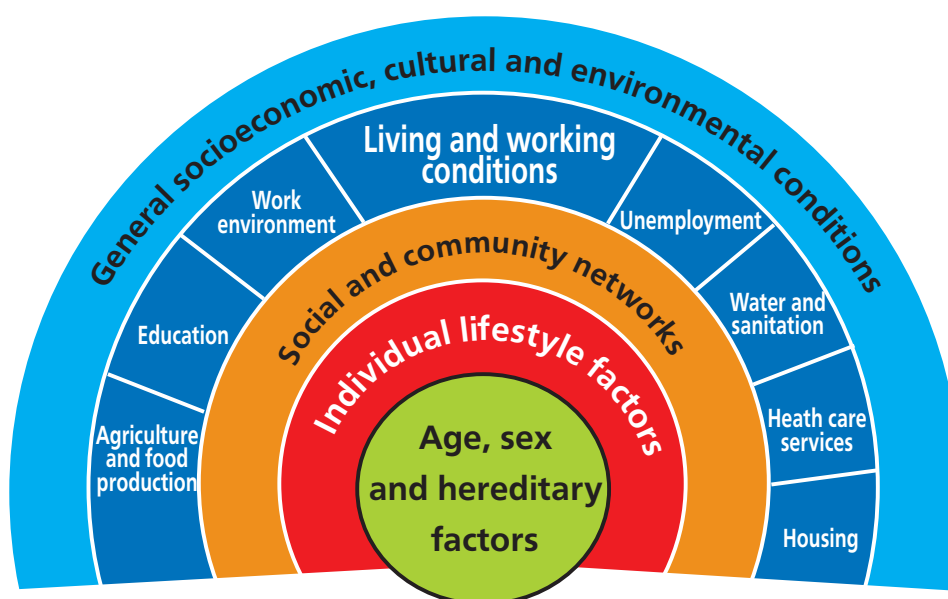 General socioeconomic, cultural and environmental conditions
Living and working
conditions
Work
environment
Unemployment
Education
Water and
sanitation
Agriculture
and food
production
Heath care
services
Housing
Social and community networks
Individual lifestyle factors
Age, sex
and hereditary
factors